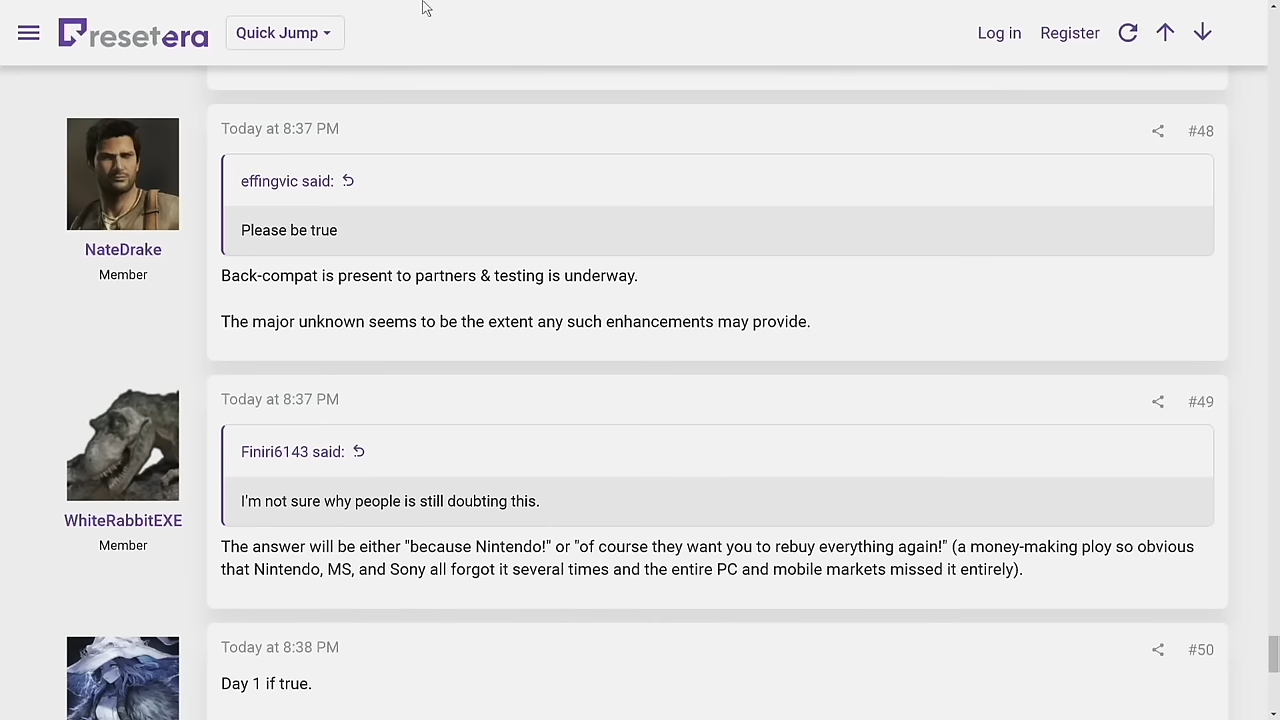 resetera
Quick Jump
Log in
Register
Today at 8:37 PM
#48
effingvic said:
Please be true
NateDrake
Member
Back-compat is present to partners & testing is underway.
The major unknown seems to be the extent any such enhancements may provide.
Today at 8:37 PM
#49
Finiri6143 said:
I'm not sure why people is still doubting this.
WhiteRabbitEXE
Member
The answer will be either "because Nintendo!" or "of course they want you to rebuy everything again!" (a money-making ploy so obvious
that Nintendo, MS, and Sony all forgot it several times and the entire PC and mobile markets missed it entirely).
Today at 8:38 PM
#50
Day 1 if true.